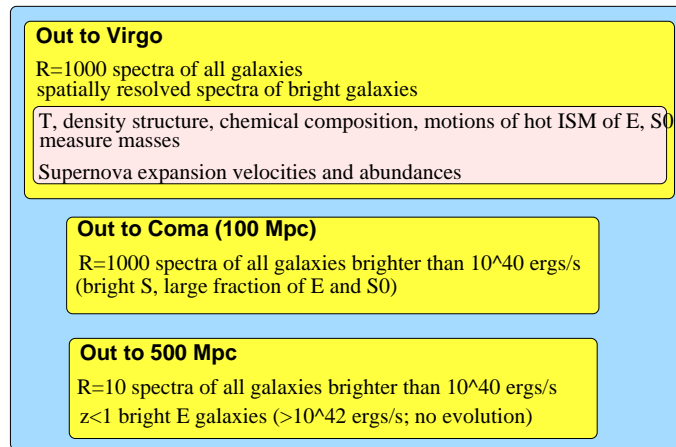 Out to Virgo
R=1000 spectra of all galaxies
spatially resolved spectra of bright galaxies
T, density structure, chemical composition, motions of hot ISM of E, S0
measure masses
Supernova expansion velocities and abundances
Out to Coma (100 Mpc)
R=1000 spectra of all galaxies brighter than 10^40 ergs/s
(bright S, large fraction of E and S0)
Out to 500 Mpc
R=10 spectra of all galaxies brighter than 10^40 ergs/s
z<1 bright E galaxies (>10^42 ergs/s; no evolution)